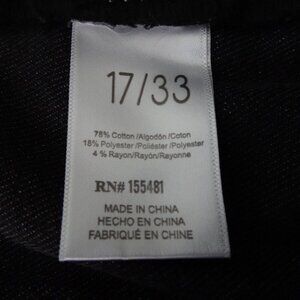 17/33
78% Cotton/Algodón/Coton
18% Polyester/Poliéster/Polyester
4 % Rayon/Rayón/Rayonne
RN# 155481
MADE IN CHINA
HECHO EN CHINA
FABRIQUÉ EN CHINE